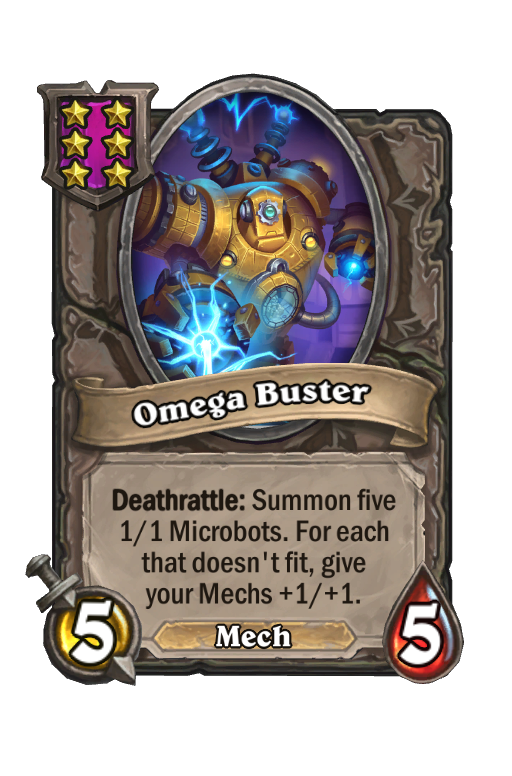 Omega Buster
Deathrattle: Summon five
1/1 Microbots. For each
that doesn't fit, give
your Mechs +1/+1.
5
Mech
5